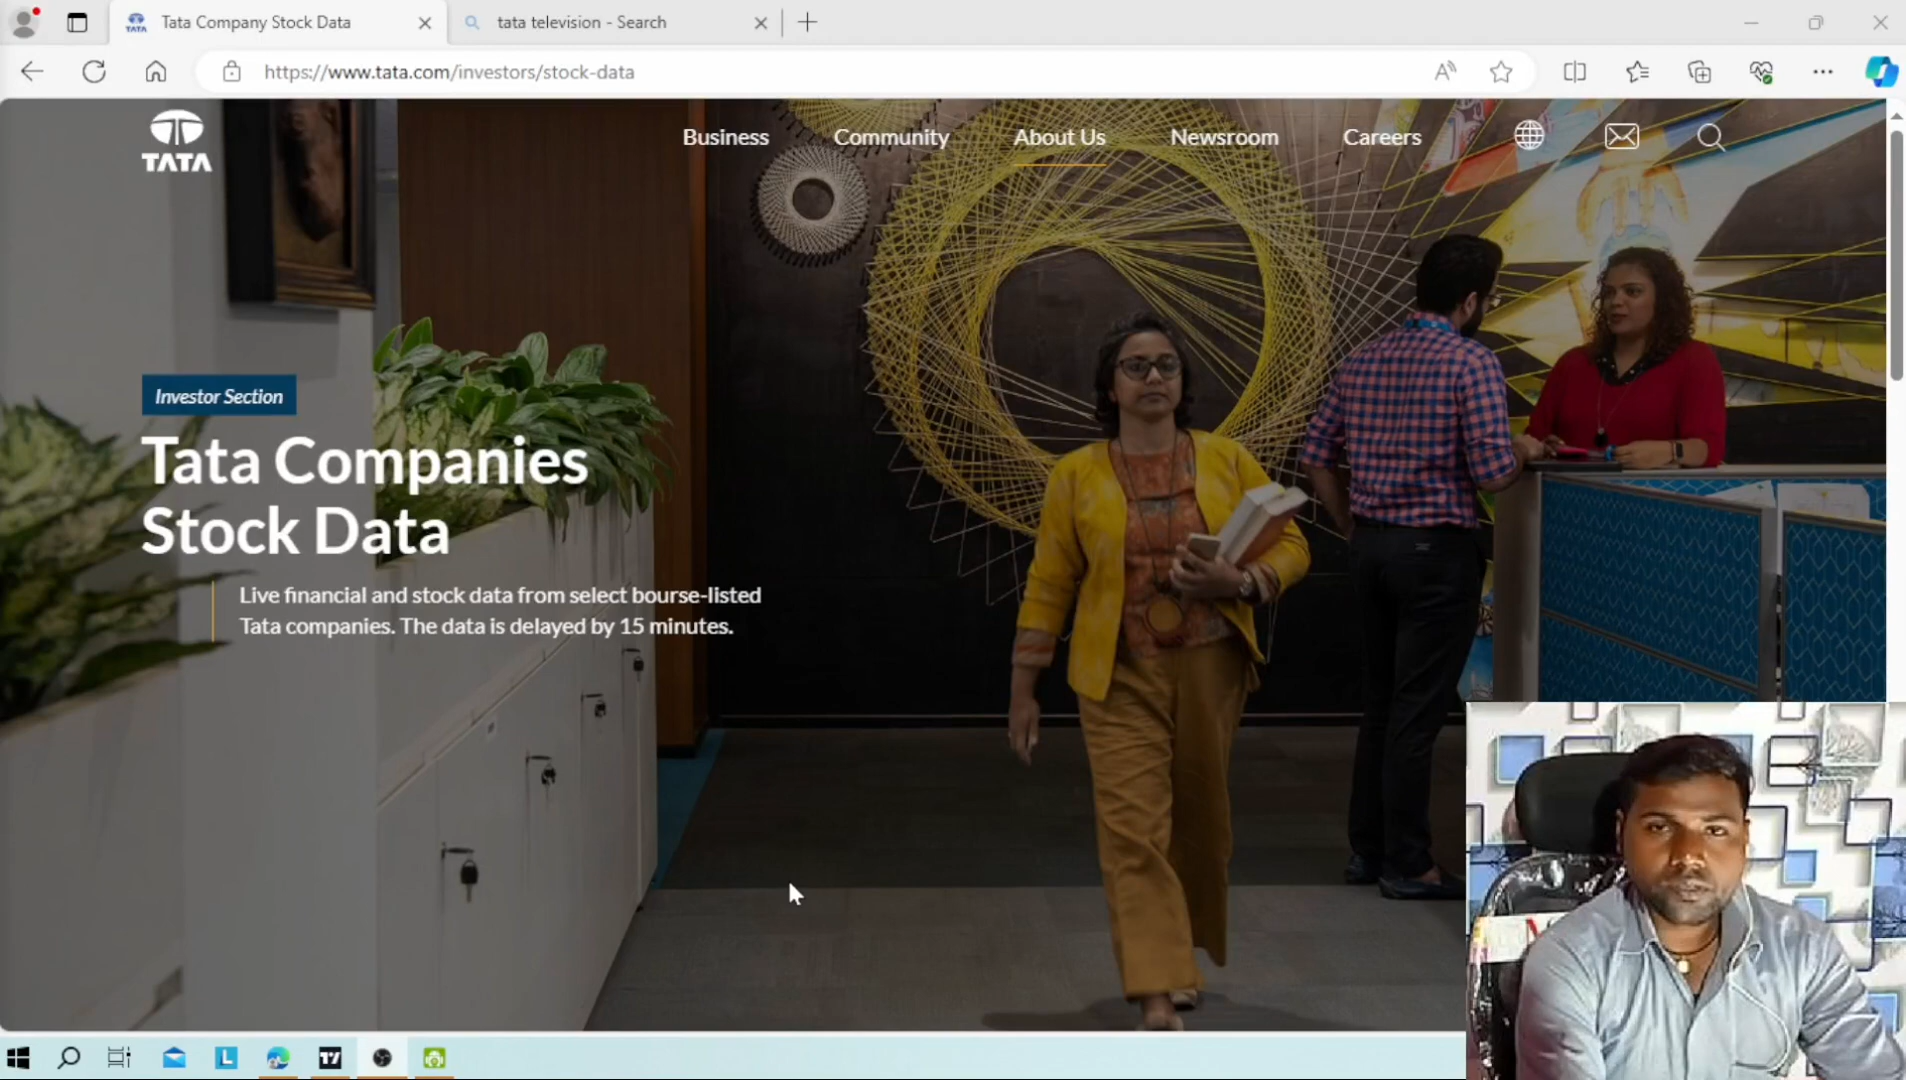 Tata Company Stock Data
tata television - Search
https://www.tata.com/investors/stock-data
TATA
Business
Community
About Us
Newsroom
Careers
Investor Section
Tata Companies
Stock Data
Live financial and stock data from select bourse-listed
Tata companies. The data is delayed by 15 minutes.